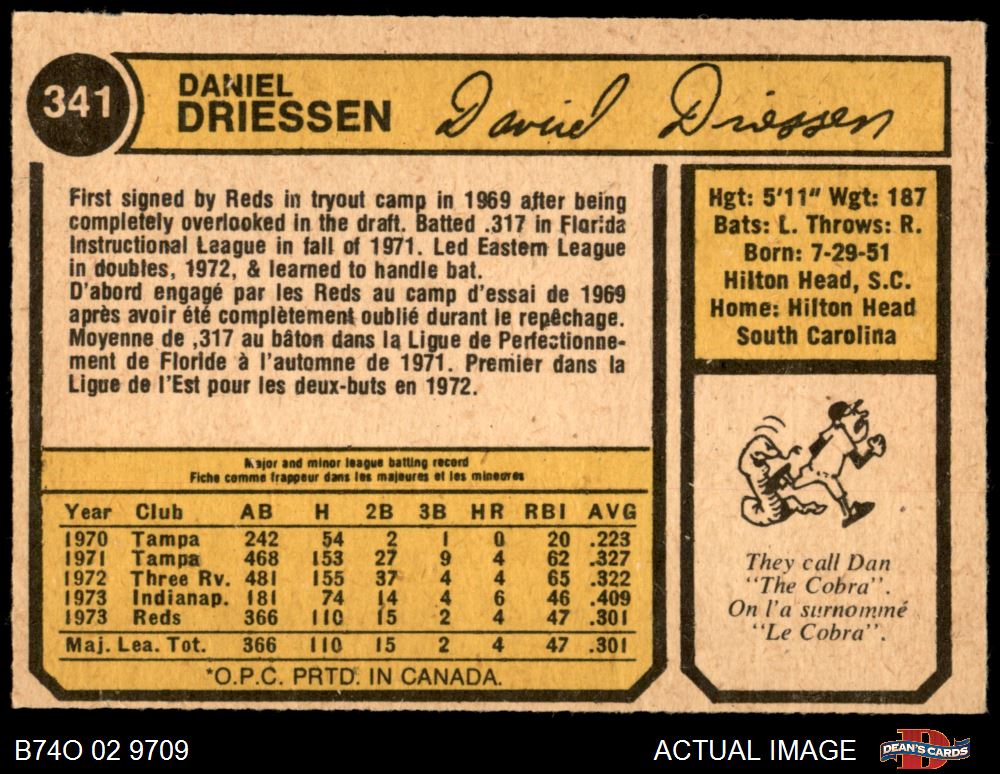 341
DANIEL
DRIESSEN
Daniel Driessen
First signed by Reds in tryout camp in 1969 after being
completely overlooked in the draft. Batted .317 in Florida
Instructional League in fall of 1971. Led Eastern League
in doubles, 1972, & learned to handle bat.
D'abord engagé par les Reds au camp d'essai de 1969
après avoir été complètement oublié durant le repêchage.
Moyenne de ,317 au bâton dans la Ligue de Perfectionne-
ment de Floride à l'automne de 1971. Premier dans la
Ligue de l'Est pour les deux-buts en 1972.
Hgt: 5'11" Wgt: 187
Bats: L. Throws: R.
Born: 7-29-51
Hilton Head, S.C.
Home: Hilton Head
South Carolina
Major and minor league batting record
Fiche comme frappeur dans les majeures et les mineures
Year Club AB H 2B 3B HR RBI AVG
1970 Tampa 242 54 2 1 0 20 .223
1971 Tampa 468 153 27 9 4 62 .327
1972 Three Rv. 481 155 37 4 4 65 .322
1973 Indianap. 181 74 14 4 6 46 .409
1973 Reds 366 110 15 2 4 47 .301
Maj. Lea. Tot. 366 110 15 2 4 47 .301
*O.P.C. PRTD. IN CANADA.
They call Dan
"The Cobra".
On l'a surnommé
"Le Cobra".
B74O 02 9709
ACTUAL IMAGE
DEAN'S CARDS